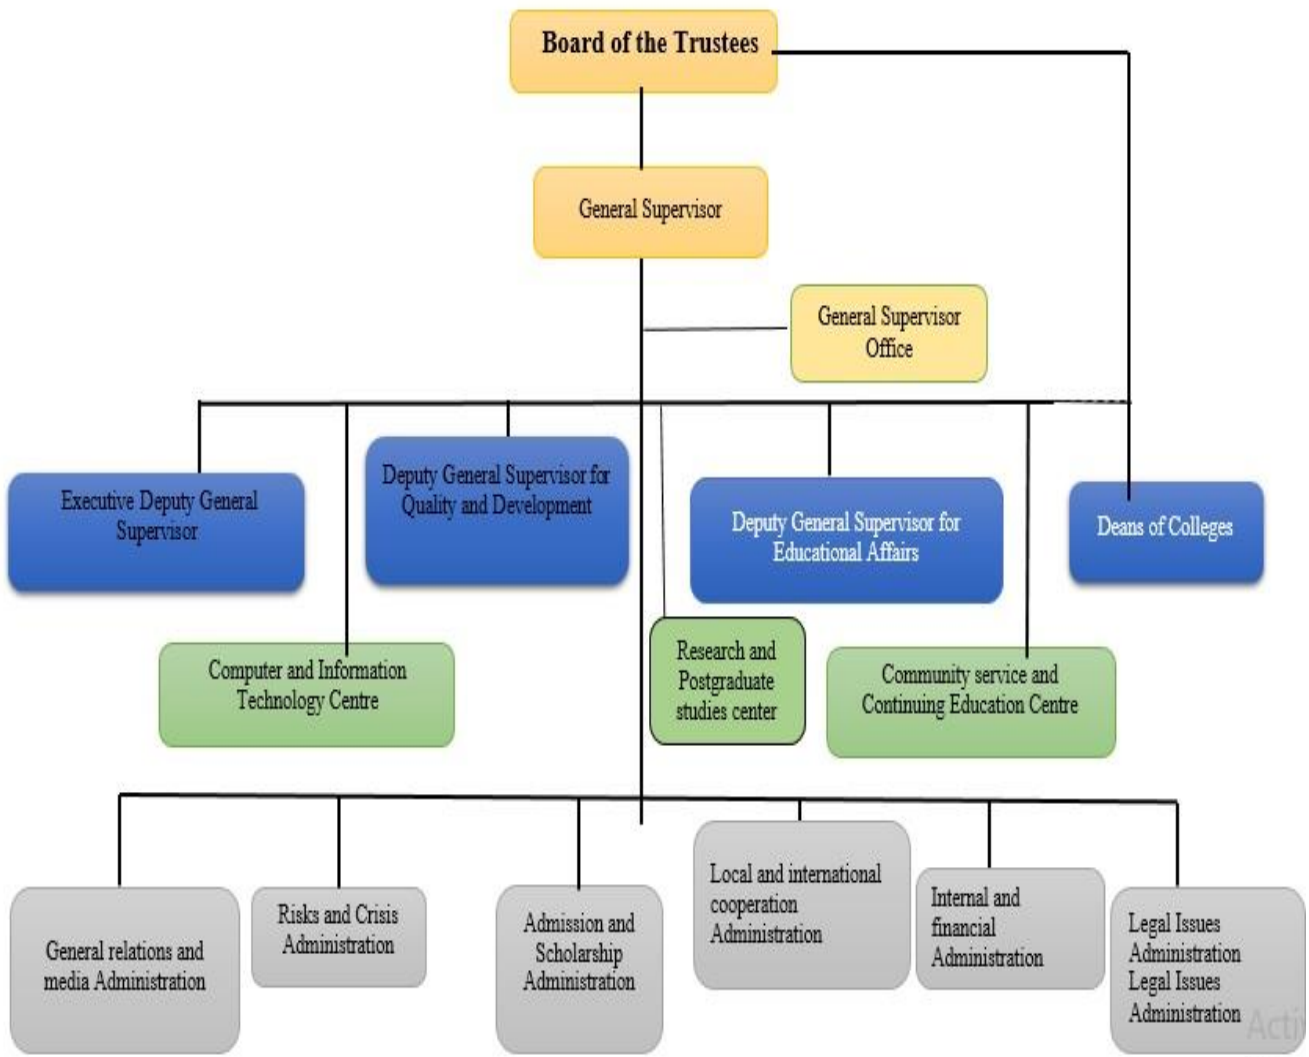 Board of the Trustees
General Supervisor
General Supervisor
Office
Executive Deputy General
Supervisor
Deputy General Supervisor for
Quality and Development
Deputy General Supervisor for
Educational Affairs
Deans of Colleges
Computer and Information
Technology Centre
Research and
Postgraduate
studies center
Community service and
Continuing Education Centre
General relations and
media Administration
Risks and Crisis
Administration
Admission and
Scholarship
Administration
Local and international
cooperation
Administration
Internal and
financial
Administration
Legal Issues
Administration
Legal Issues
Administration